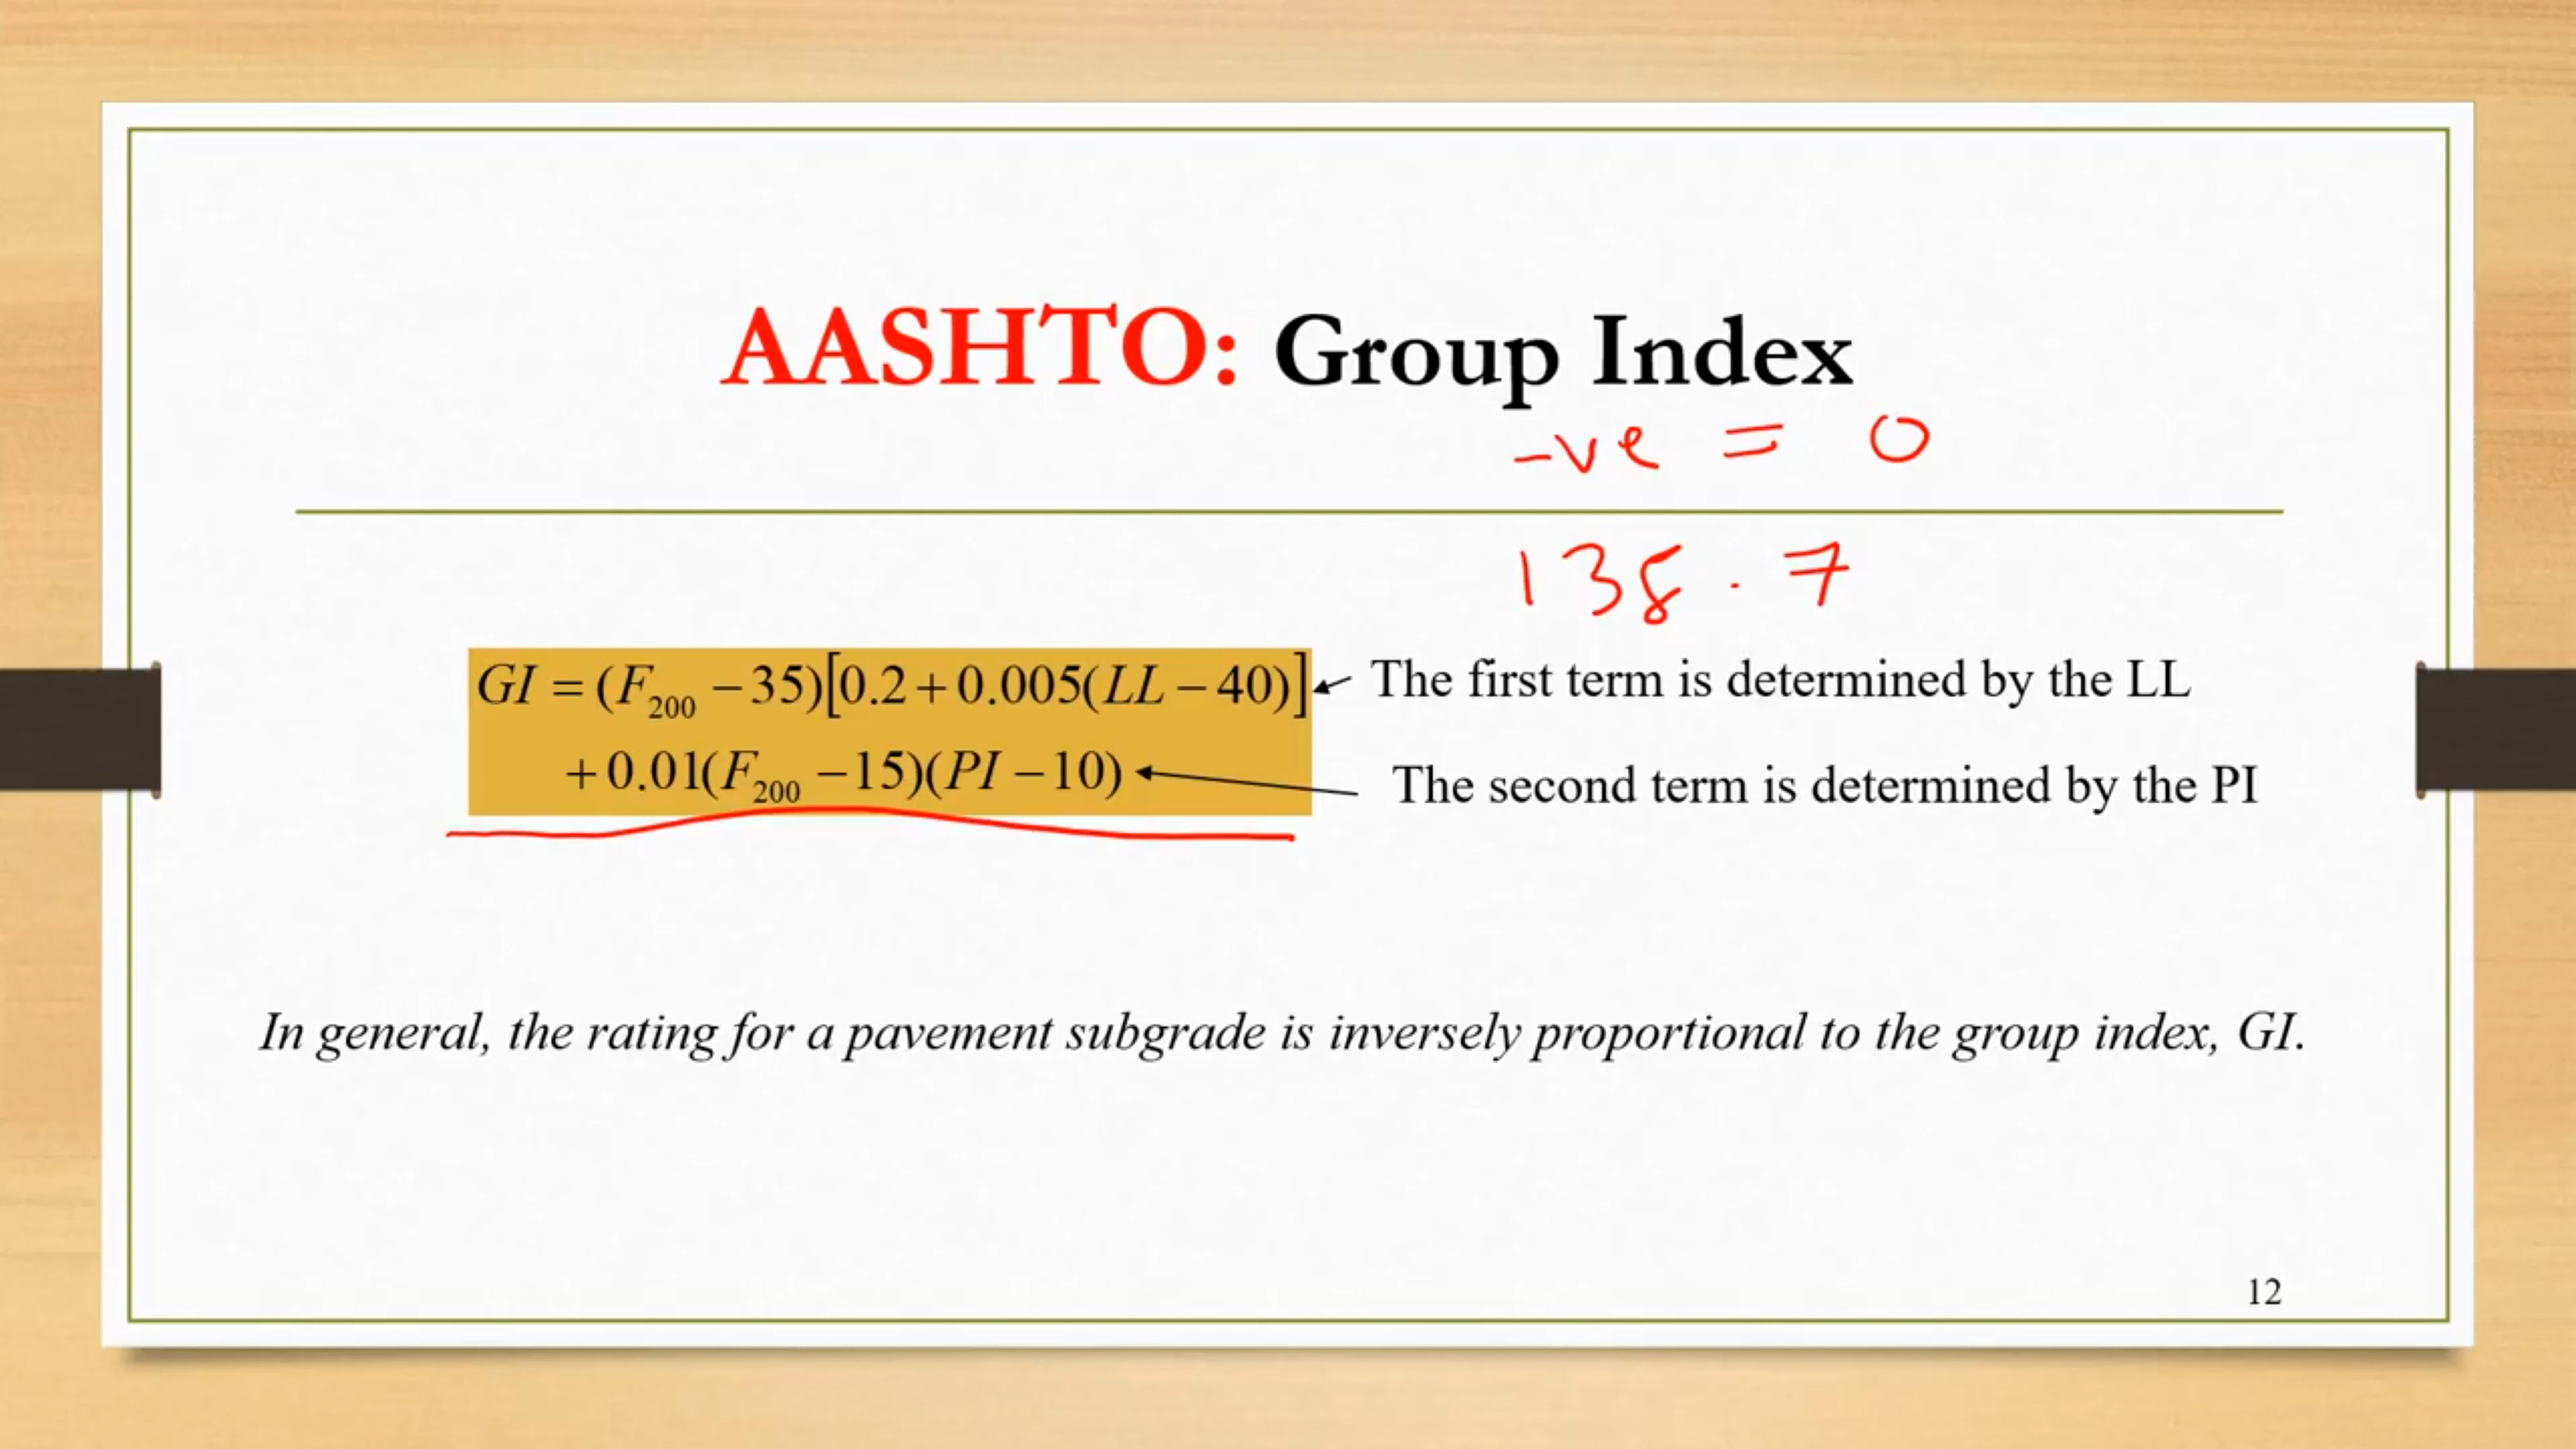 AASHTO: Group Index
-ve = 0
138.7
GI = (F₂₀₀ − 35)[0.2 + 0.005(LL − 40)] The first term is determined by the LL
+ 0.01(F₂₀₀ − 15)(PI − 10) The second term is determined by the PI
In general, the rating for a pavement subgrade is inversely proportional to the group index, GI.
12